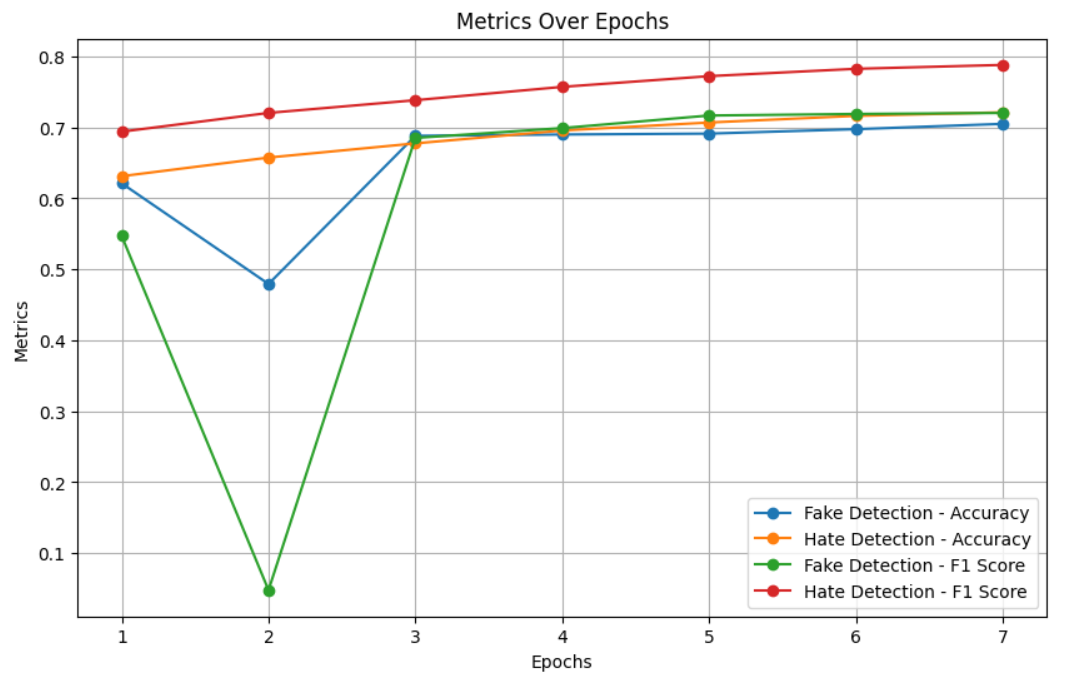 Metrics Over Epochs
0.8
0.7
0.6
0.5
0.4
0.3
0.2
0.1
Metrics
1 2 3 4 5 6 7
Epochs
Fake Detection - Accuracy
Hate Detection - Accuracy
Fake Detection - F1 Score
Hate Detection - F1 Score